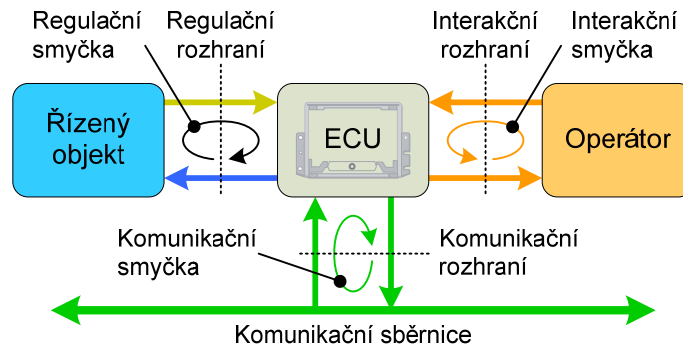 Regulační
smyčka
Regulační
rozhraní
Interakční
rozhraní
Interakční
smyčka
Řízený
objekt
ECU
Operátor
Komunikační
smyčka
Komunikační
rozhraní
Komunikační sběrnice